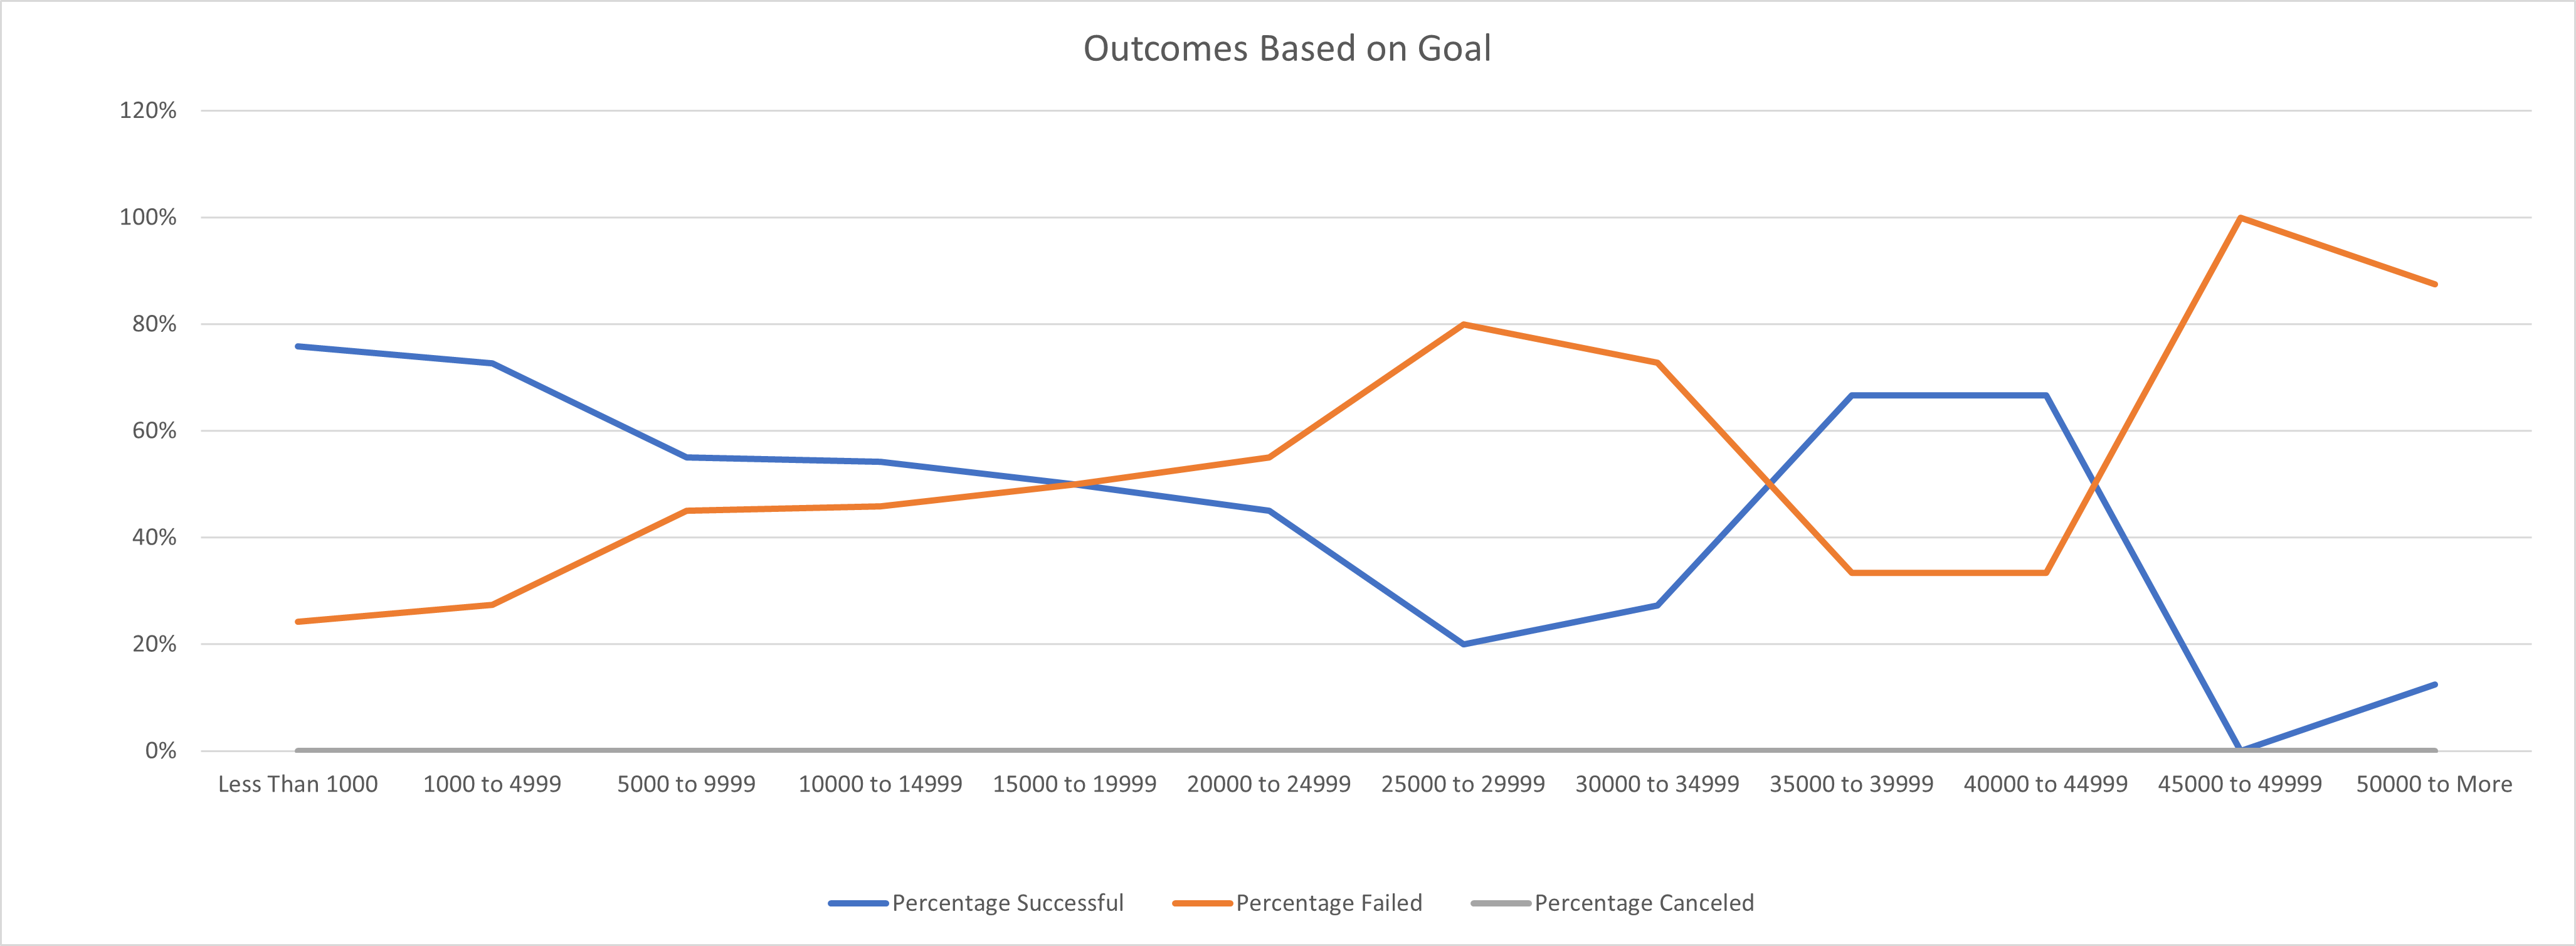 Outcomes Based on Goal
120%
100%
80%
60%
40%
20%
0%
Less Than 1000 1000 to 4999 5000 to 9999 10000 to 14999 15000 to 19999 20000 to 24999 25000 to 29999 30000 to 34999 35000 to 39999 40000 to 44999 45000 to 49999 50000 to More
Percentage Successful Percentage Failed Percentage Canceled